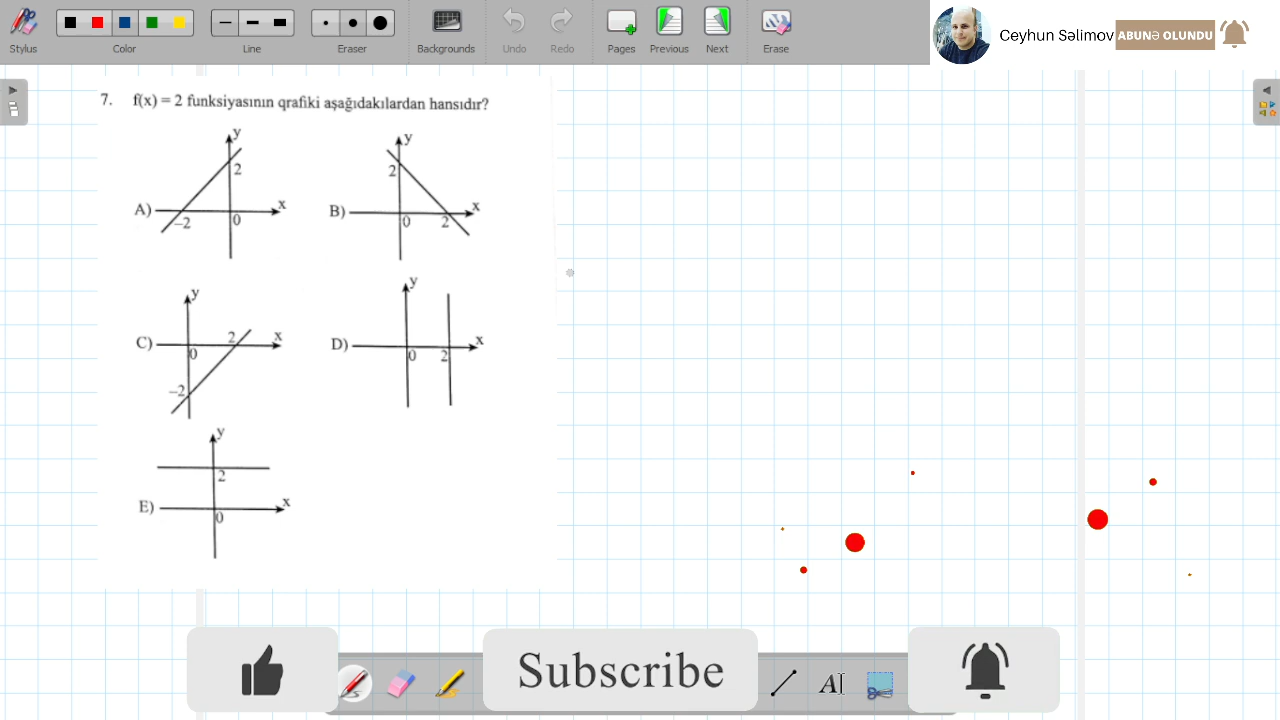 Stylus Color Line Eraser Backgrounds Undo Redo Pages Previous Next Erase
Ceyhun Səlimov ABUNƏ OLUNDU
7. f(x) = 2 funksiyasının qrafiki aşağıdakılardan hansıdır?
A) y 2 x –2 0
B) y 2 x 0 2
C) y 2 x 0 –2
D) y x 0 2
E) y 2 x 0
Subscribe
A